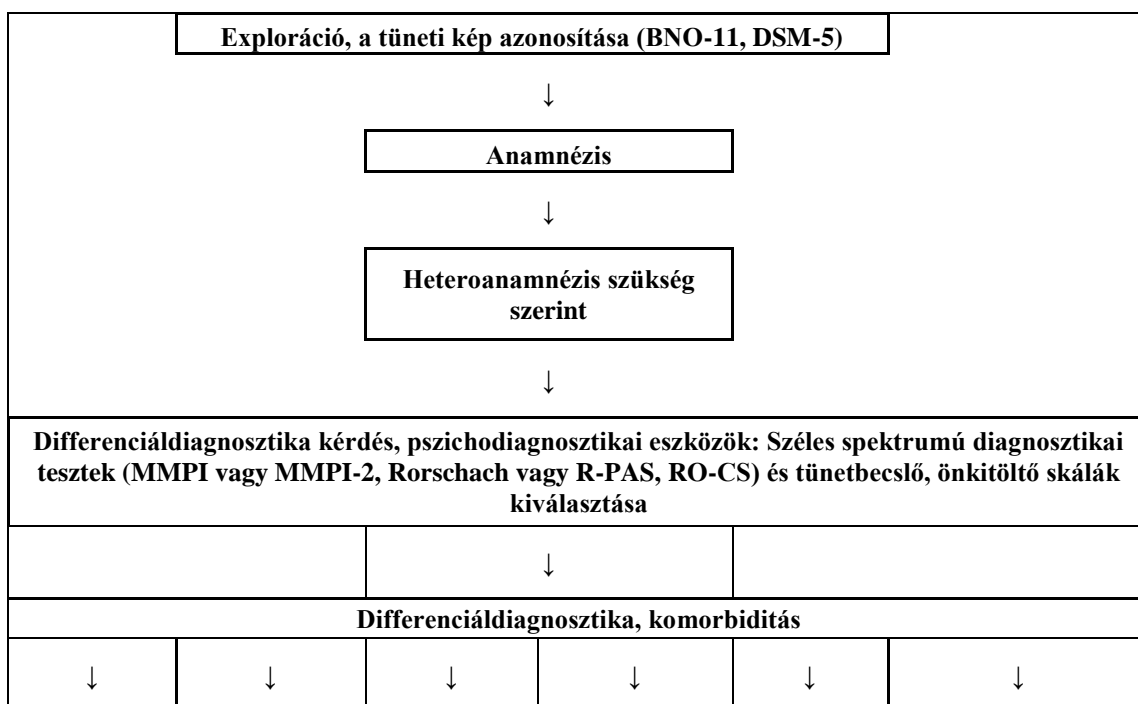 Exploráció, a tüneti kép azonosítása (BNO-11, DSM-5)
↓
Anamnézis
↓
Heteroanamnézis szükség
szerint
↓
Differenciáldiagnosztika kérdés, pszichodiagnosztikai eszközök: Széles spektrumú diagnosztikai
tesztek (MMPI vagy MMPI-2, Rorschach vagy R-PAS, RO-CS) és tünetbecslő, önkitöltő skálák
kiválasztása
↓
Differenciáldiagnosztika, komorbiditás
↓ ↓ ↓ ↓ ↓ ↓